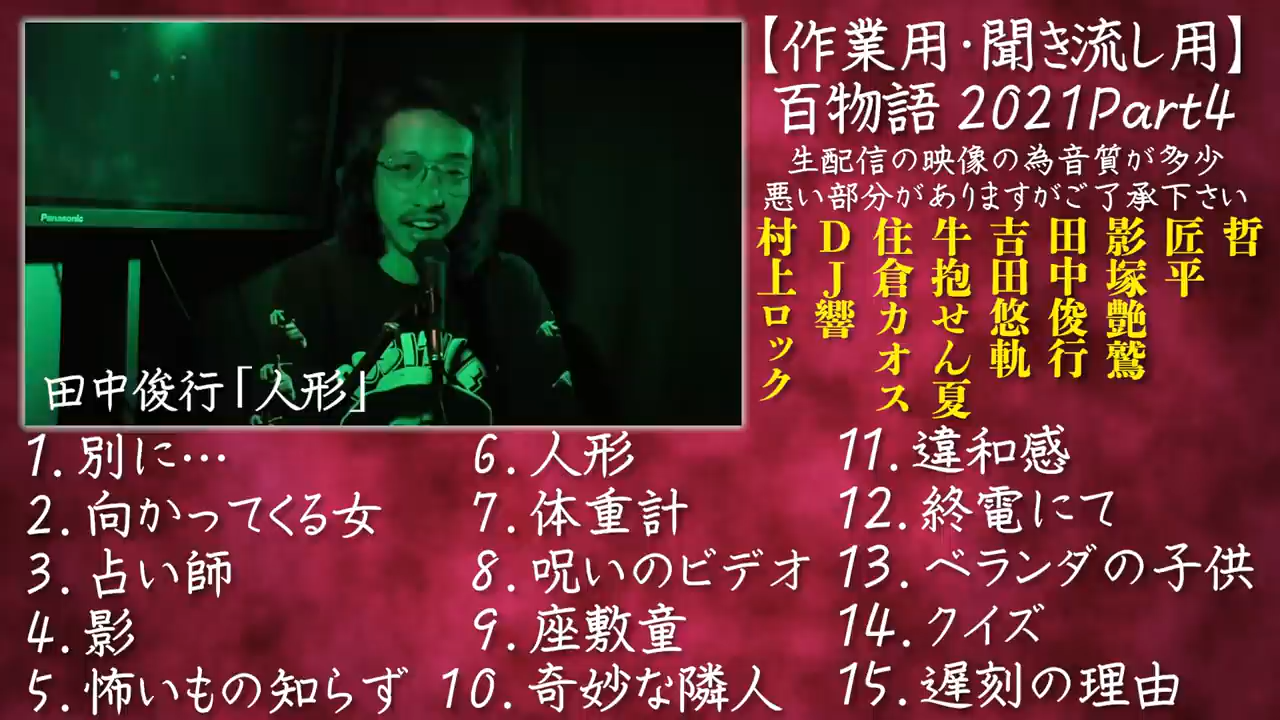 【作業用・聞き流し用】
百物語 2021Part4
生配信の映像の為音質が多少
悪い部分がありますがご了承下さい
哲
匠平
影塚艶鷲
田中俊行
吉田悠軌
牛抱せん夏
住倉カオス
DJ響
村上ロック
Panasonic
田中俊行「人形」
1. 別に…
2. 向かってくる女
3. 占い師
4. 影
5. 怖いもの知らず
6. 人形
7. 体重計
8. 呪いのビデオ
9. 座敷童
10. 奇妙な隣人
11. 違和感
12. 終電にて
13. ベランダの子供
14. クイズ
15. 遅刻の理由